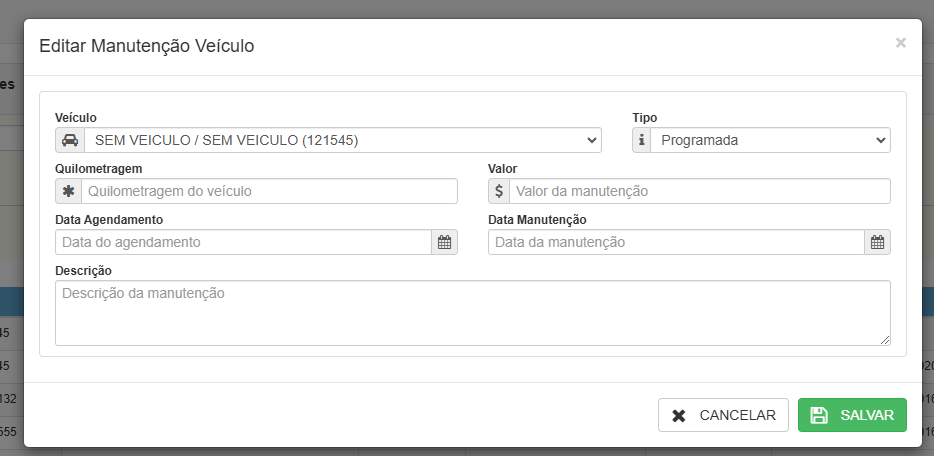 Editar Manutenção Veículo
×
es
Veículo
Tipo
SEM VEICULO / SEM VEICULO (121545)
Programada
Quilometragem
Valor
Quilometragem do veículo
$ Valor da manutenção
Data Agendamento
Data Manutenção
Data do agendamento
Data da manutenção
Descrição
Descrição da manutenção
45
45
132
016
555
016
CANCELAR
SALVAR